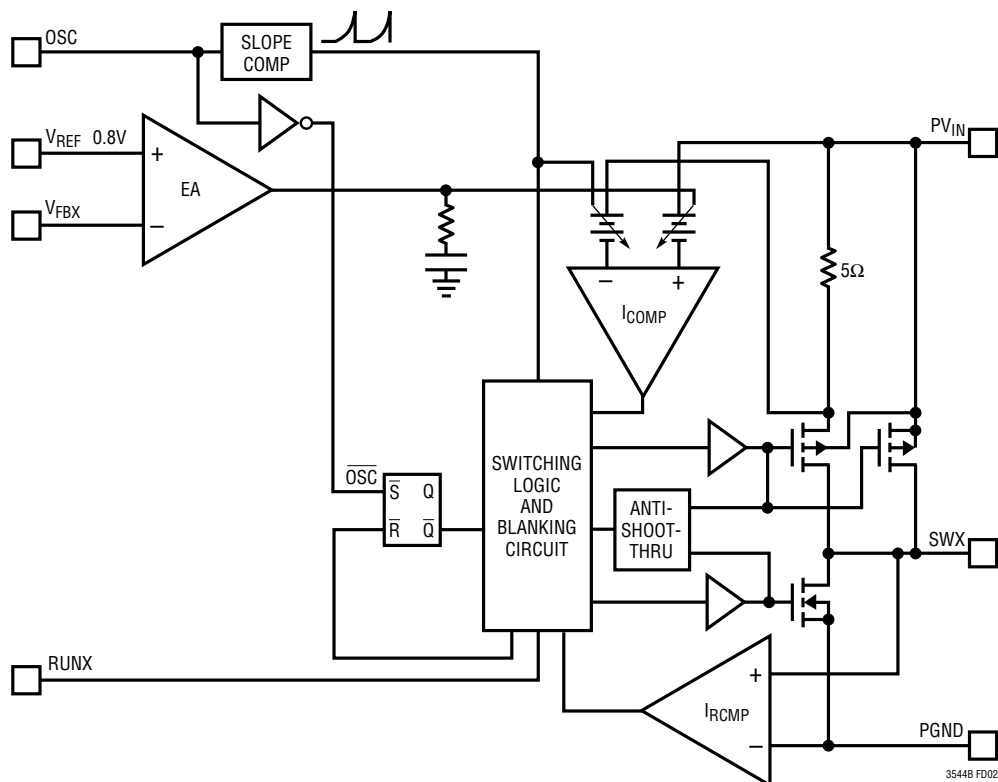 OSC
SLOPE
COMP
VREF 0.8V
+
EA
VFBX
−
PVIN
5Ω
−
+
ICOMP
SWITCHING
LOGIC
AND
BLANKING
CIRCUIT
OSC
S Q
R Q
ANTI-
SHOOT-
THRU
SWX
RUNX
+
IRCMP
−
PGND
3544B FD02